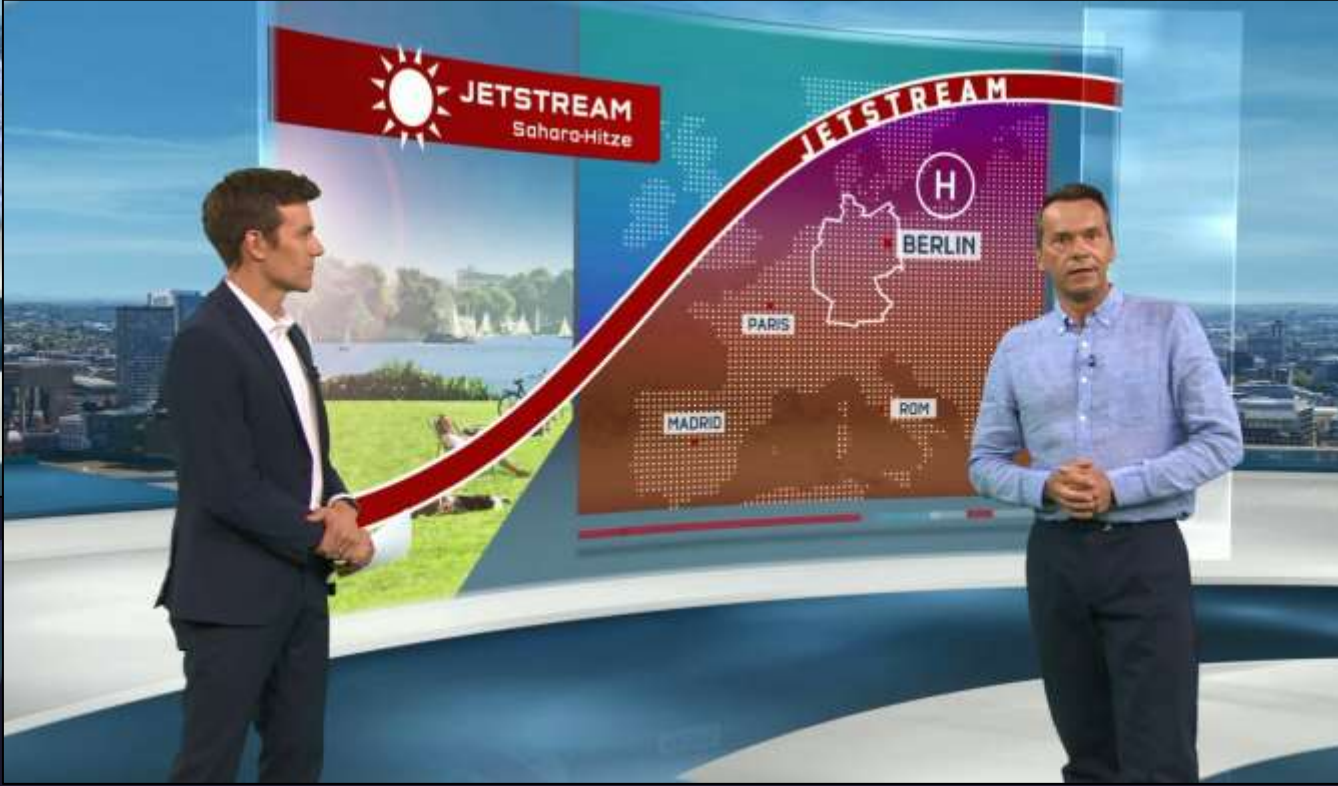 JETSTREAM
Sahara-Hitze
JETSTREAM
H
BERLIN
PARIS
MADRID
ROM